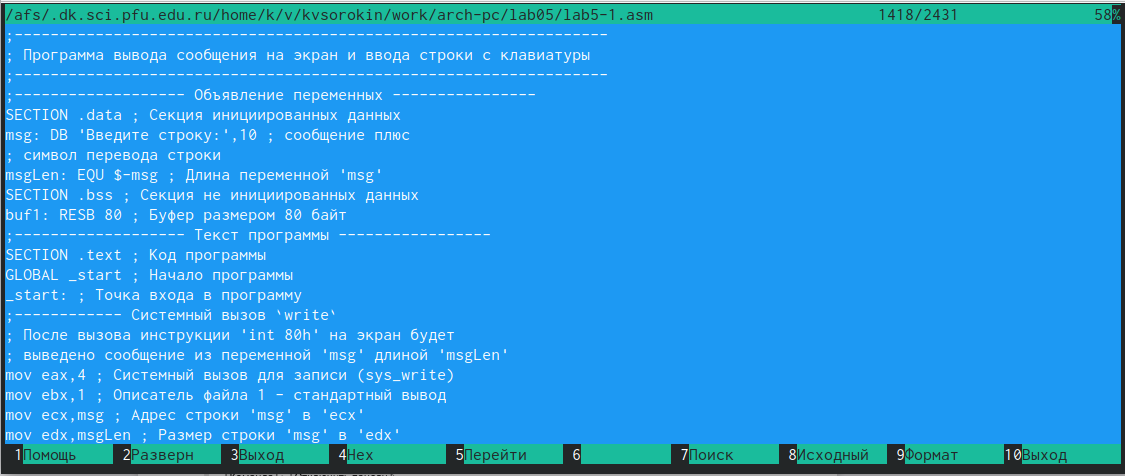 /afs/.dk.sci.pfu.edu.ru/home/k/v/kvsorokin/work/arch-pc/lab05/lab5-1.asm 1418/2431 58%
;------------------------------------------------------------------
; Программа вывода сообщения на экран и ввода строки с клавиатуры
;------------------------------------------------------------------
;------------------- Объявление переменных ----------------
SECTION .data ; Секция инициированных данных
msg: DB 'Введите строку:',10 ; сообщение плюс
; символ перевода строки
msgLen: EQU $-msg ; Длина переменной 'msg'
SECTION .bss ; Секция не инициированных данных
buf1: RESB 80 ; Буфер размером 80 байт
;------------------- Текст программы -----------------
SECTION .text ; Код программы
GLOBAL _start ; Начало программы
_start: ; Точка входа в программу
;------------ Системный вызов `write`
; После вызова инструкции 'int 80h' на экран будет
; выведено сообщение из переменной 'msg' длиной 'msgLen'
mov eax,4 ; Системный вызов для записи (sys_write)
mov ebx,1 ; Описатель файла 1 - стандартный вывод
mov ecx,msg ; Адрес строки 'msg' в 'ecx'
mov edx,msgLen ; Размер строки 'msg' в 'edx'
1Помощь 2Разверн 3Выход 4Hex 5Перейти 6 7Поиск 8Исходный 9Формат 10Выход